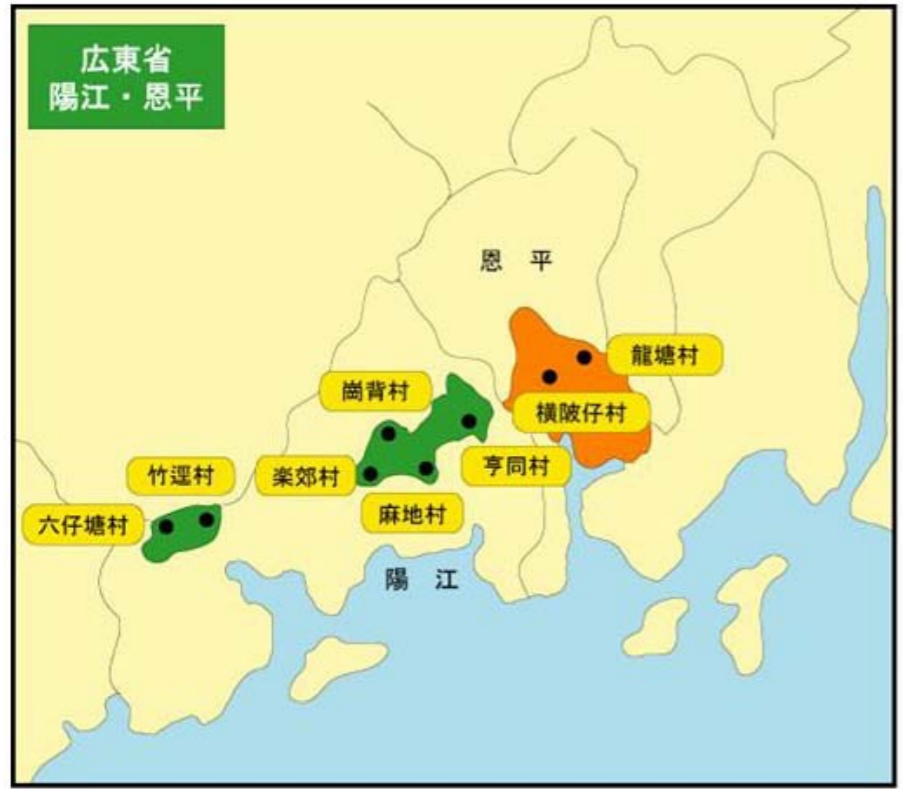 広東省
陽江・恩平
恩 平
龍塘村
崗背村
横陂仔村
竹逕村
楽郊村
亨同村
麻地村
六仔塘村
陽 江